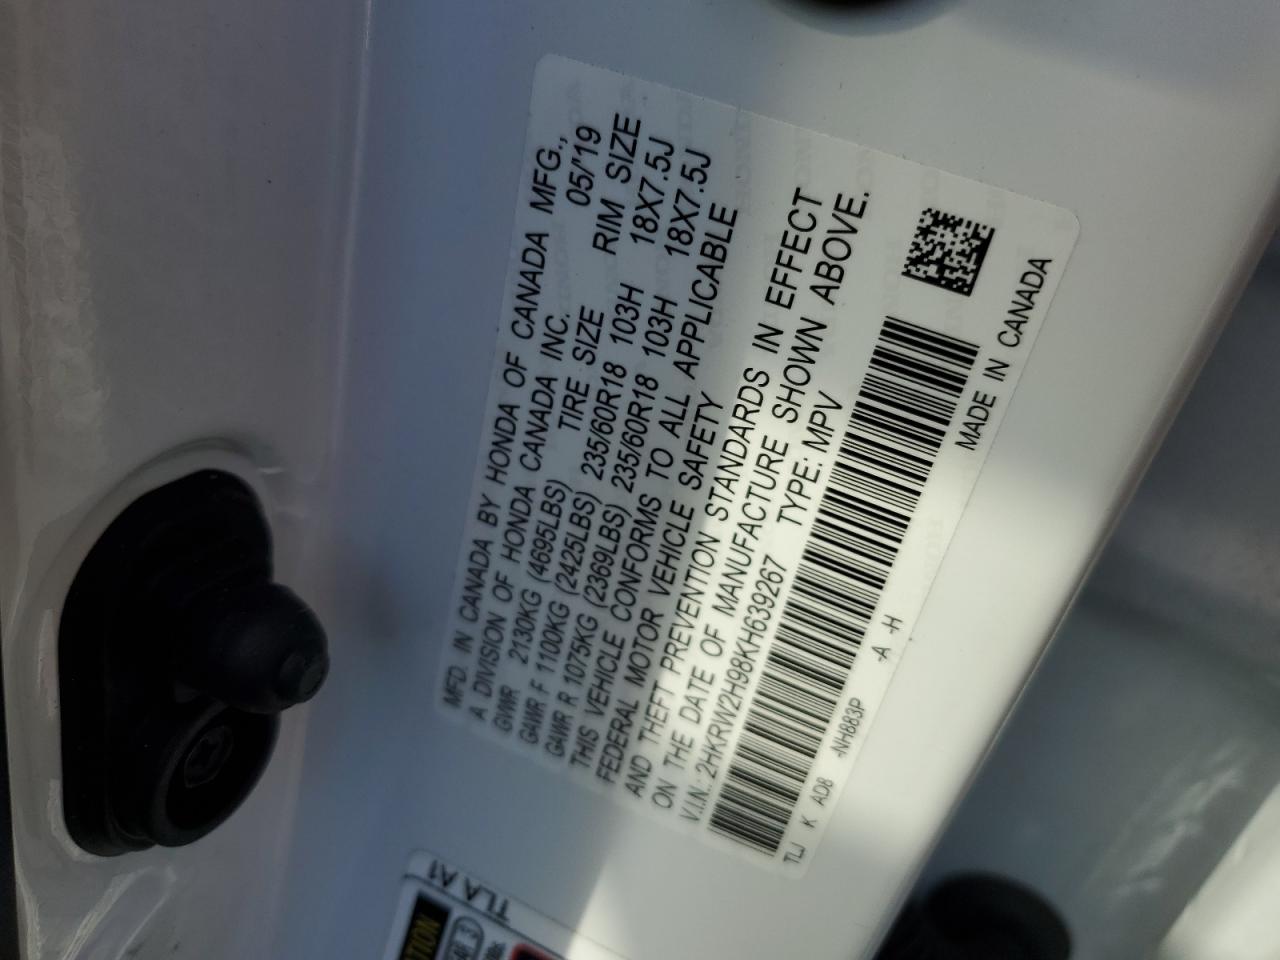 MFD. IN CANADA BY HONDA OF CANADA MFG.,
A DIVISION OF HONDA CANADA INC. 05/'19
GVWR 2130KG (4695LBS) TIRE SIZE RIM SIZE
GAWR F 1100KG (2425LBS) 235/60R18 103H 18X7.5J
GAWR R 1075KG (2369LBS) 235/60R18 103H 18X7.5J
THIS VEHICLE CONFORMS TO ALL APPLICABLE
FEDERAL MOTOR VEHICLE SAFETY
AND THEFT PREVENTION STANDARDS IN EFFECT
ON THE DATE OF MANUFACTURE SHOWN ABOVE.
V.I.N.: 2HKRW2H98KH639267 TYPE: MPV
TLJ K AD8 -NH883P -A -H
MADE IN CANADA
TLA A1